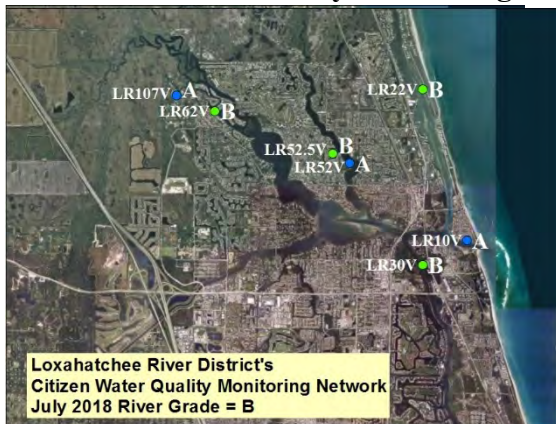 LR107V A
LR62V B
LR22V B
LR52.5V B
LR52V A
LR10V A
LR30V B
Loxahatchee River District's
Citizen Water Quality Monitoring Network
July 2018 River Grade = B